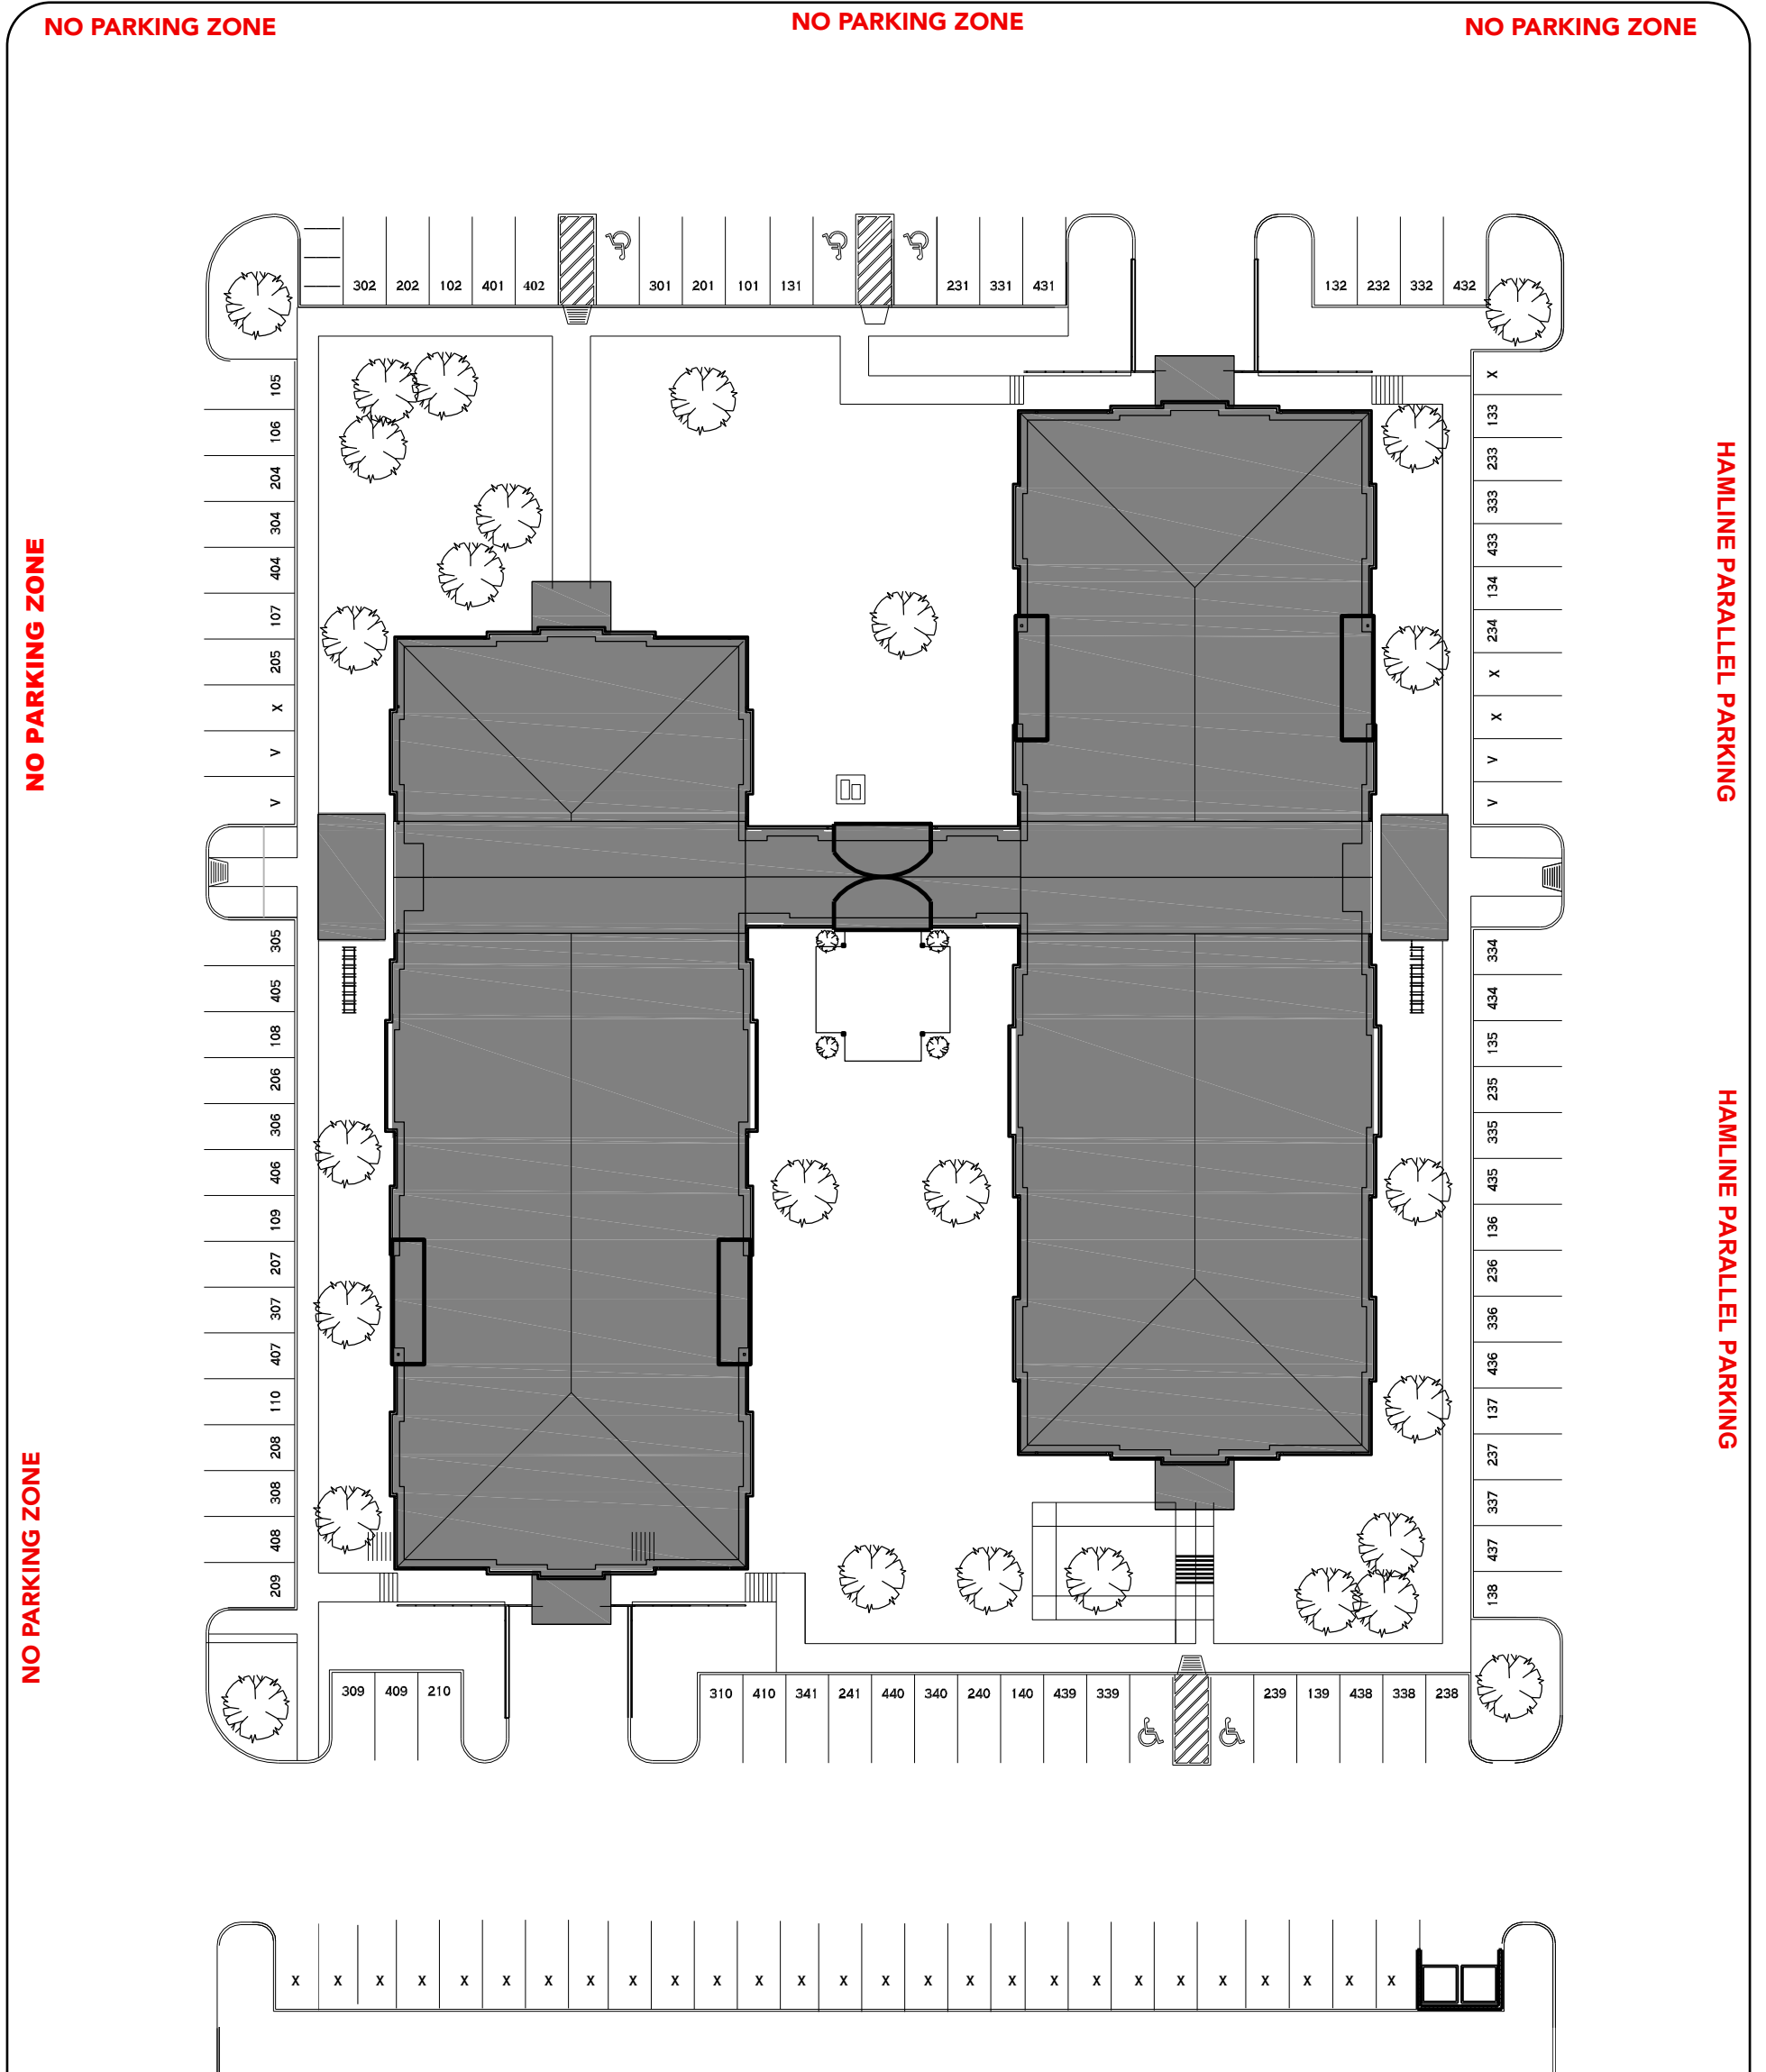 NO PARKING ZONE
NO PARKING ZONE
NO PARKING ZONE
302 202 102 401 402 301 201 101 131 231 331 431 132 232 332 432
105
106
204
304
404
107
205
X
V
V
305
405
108
206
306
406
109
207
307
407
110
208
308
408
209
X
133
233
333
433
134
234
X
X
V
V
334
434
135
235
335
435
136
236
336
436
137
237
337
437
138
NO PARKING ZONE
NO PARKING ZONE
HAMLINE PARALLEL PARKING
HAMLINE PARALLEL PARKING
309 409 210 310 410 341 241 440 340 240 140 439 339 239 139 438 338 238
X X X X X X X X X X X X X X X X X X X X X X X X X X X